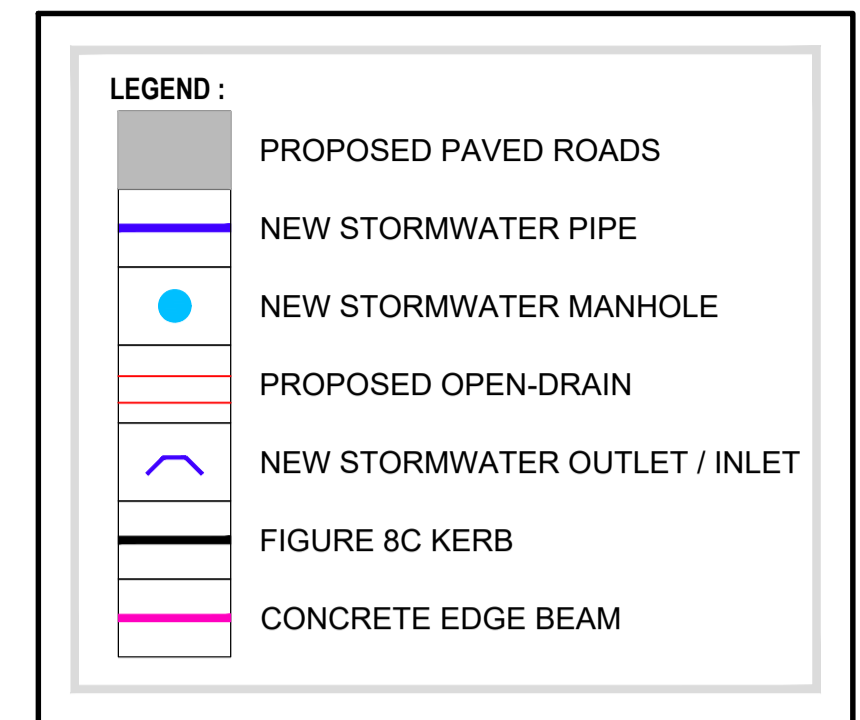 LEGEND :
PROPOSED PAVED ROADS
NEW STORMWATER PIPE
NEW STORMWATER MANHOLE
PROPOSED OPEN-DRAIN
NEW STORMWATER OUTLET / INLET
FIGURE 8C KERB
CONCRETE EDGE BEAM